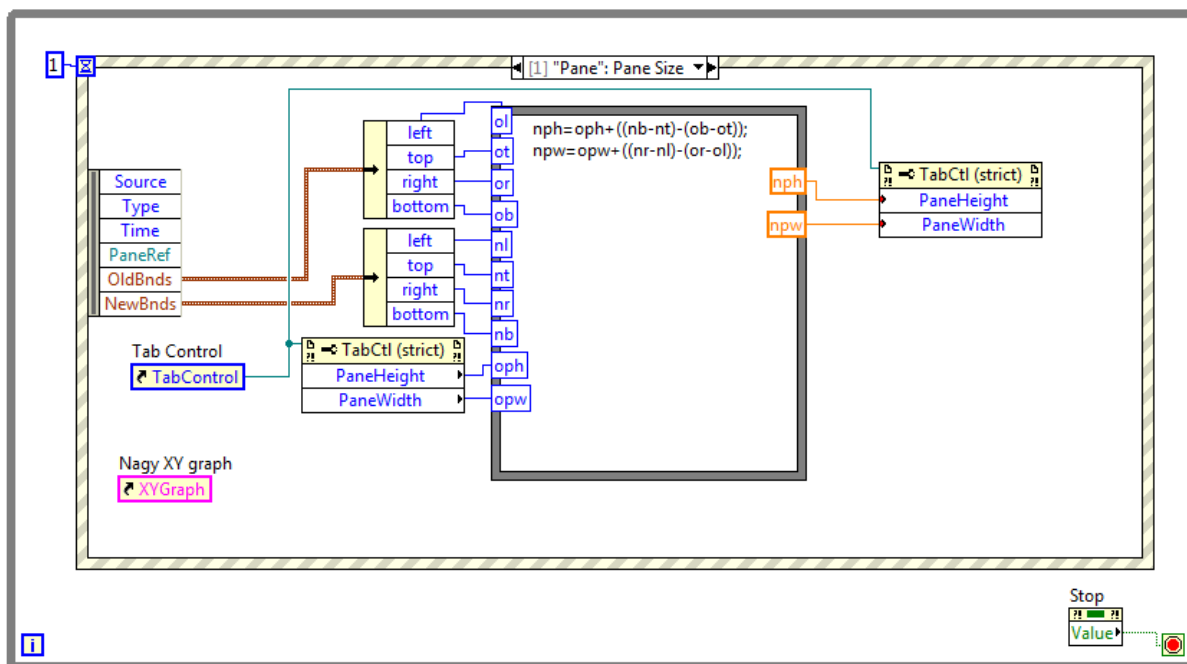 1
[1] "Pane": Pane Size
left
top
right
bottom
left
top
right
bottom
ol
ot
or
ob
nl
nt
nr
nb
oph
opw
nph=oph+((nb-nt)-(ob-ot));
npw=opw+((nr-nl)-(or-ol));
nph
npw
TabCtl (strict)
PaneHeight
PaneWidth
Source
Type
Time
PaneRef
OldBnds
NewBnds
Tab Control
TabControl
TabCtl (strict)
PaneHeight
PaneWidth
Nagy XY graph
XYGraph
Stop
?! ?!
Value
i